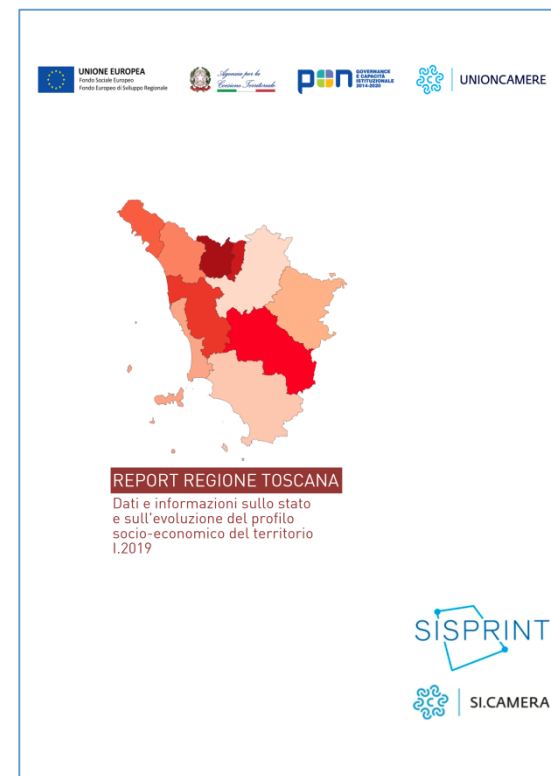 UNIONE EUROPEA
Fondo Sociale Europeo
Fondo Europeo di Sviluppo Regionale
Agenzia per la
Coesione Territoriale
pon GOVERNANCE
E CAPACITÀ
ISTITUZIONALE
2014-2020
UNIONCAMERE
REPORT REGIONE TOSCANA
Dati e informazioni sullo stato
e sull'evoluzione del profilo
socio-economico del territorio
I.2019
SISPRINT
SI.CAMERA